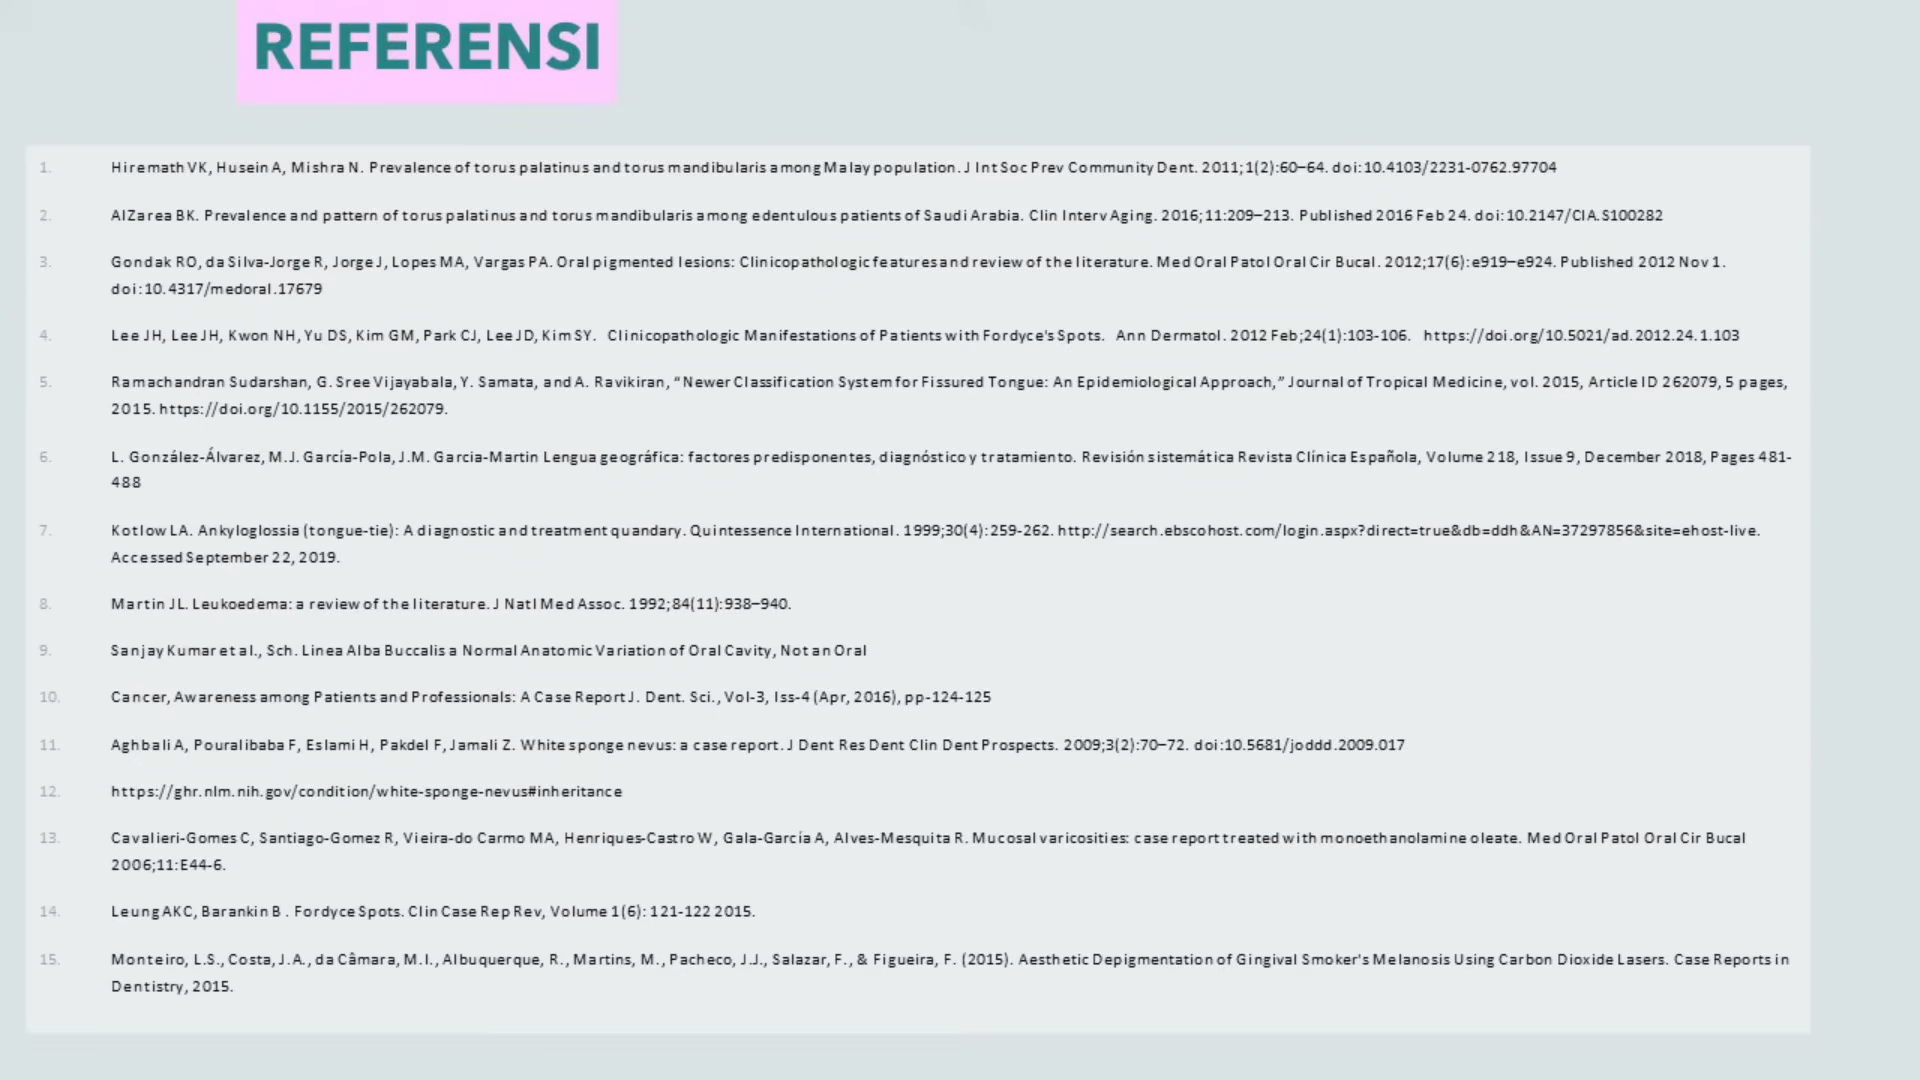 REFERENSI
1. Hiremath VK, Husein A, Mishra N. Prevalence of torus palatinus and torus mandibularis among Malay population. J Int Soc Prev Community Dent. 2011;1(2):60–64. doi:10.4103/2231-0762.97704
2. AlZarea BK. Prevalence and pattern of torus palatinus and torus mandibularis among edentulous patients of Saudi Arabia. Clin Interv Aging. 2016;11:209–213. Published 2016 Feb 24. doi:10.2147/CIA.S100282
3. Gondak RO, da Silva-Jorge R, Jorge J, Lopes MA, Vargas PA. Oral pigmented lesions: Clinicopathologic features and review of the literature. Med Oral Patol Oral Cir Bucal. 2012;17(6):e919–e924. Published 2012 Nov 1.
doi:10.4317/medoral.17679
4. Lee JH, Lee JH, Kwon NH, Yu DS, Kim GM, Park CJ, Lee JD, Kim SY. Clinicopathologic Manifestations of Patients with Fordyce's Spots. Ann Dermatol. 2012 Feb;24(1):103-106. https://doi.org/10.5021/ad.2012.24.1.103
5. Ramachandran Sudarshan, G. Sree Vijayabala, Y. Samata, and A. Ravikiran, “Newer Classification System for Fissured Tongue: An Epidemiological Approach,” Journal of Tropical Medicine, vol. 2015, Article ID 262079, 5 pages,
2015. https://doi.org/10.1155/2015/262079.
6. L. González-Álvarez, M.J. García-Pola, J.M. Garcia-Martin Lengua geográfica: factores predisponentes, diagnóstico y tratamiento. Revisión sistemática Revista Clínica Española, Volume 218, Issue 9, December 2018, Pages 481-
488
7. Kotlow LA. Ankyloglossia (tongue-tie): A diagnostic and treatment quandary. Quintessence International. 1999;30(4):259-262. http://search.ebscohost.com/login.aspx?direct=true&db=ddh&AN=37297856&site=ehost-live.
Accessed September 22, 2019.
8. Martin JL. Leukoedema: a review of the literature. J Natl Med Assoc. 1992;84(11):938–940.
9. Sanjay Kumar et al., Sch. Linea Alba Buccalis a Normal Anatomic Variation of Oral Cavity, Not an Oral
10. Cancer, Awareness among Patients and Professionals: A Case Report J. Dent. Sci., Vol-3, Iss-4 (Apr, 2016), pp-124-125
11. Aghbali A, Pouralibaba F, Eslami H, Pakdel F, Jamali Z. White sponge nevus: a case report. J Dent Res Dent Clin Dent Prospects. 2009;3(2):70–72. doi:10.5681/joddd.2009.017
12. https://ghr.nlm.nih.gov/condition/white-sponge-nevus#inheritance
13. Cavalieri-Gomes C, Santiago-Gomez R, Vieira-do Carmo MA, Henriques-Castro W, Gala-García A, Alves-Mesquita R. Mucosal varicosities: case report treated with monoethanolamine oleate. Med Oral Patol Oral Cir Bucal
2006;11:E44-6.
14. Leung AKC, Barankin B . Fordyce Spots. Clin Case Rep Rev, Volume 1(6): 121-122 2015.
15. Monteiro, L.S., Costa, J.A., da Câmara, M.I., Albuquerque, R., Martins, M., Pacheco, J.J., Salazar, F., & Figueira, F. (2015). Aesthetic Depigmentation of Gingival Smoker's Melanosis Using Carbon Dioxide Lasers. Case Reports in
Dentistry, 2015.